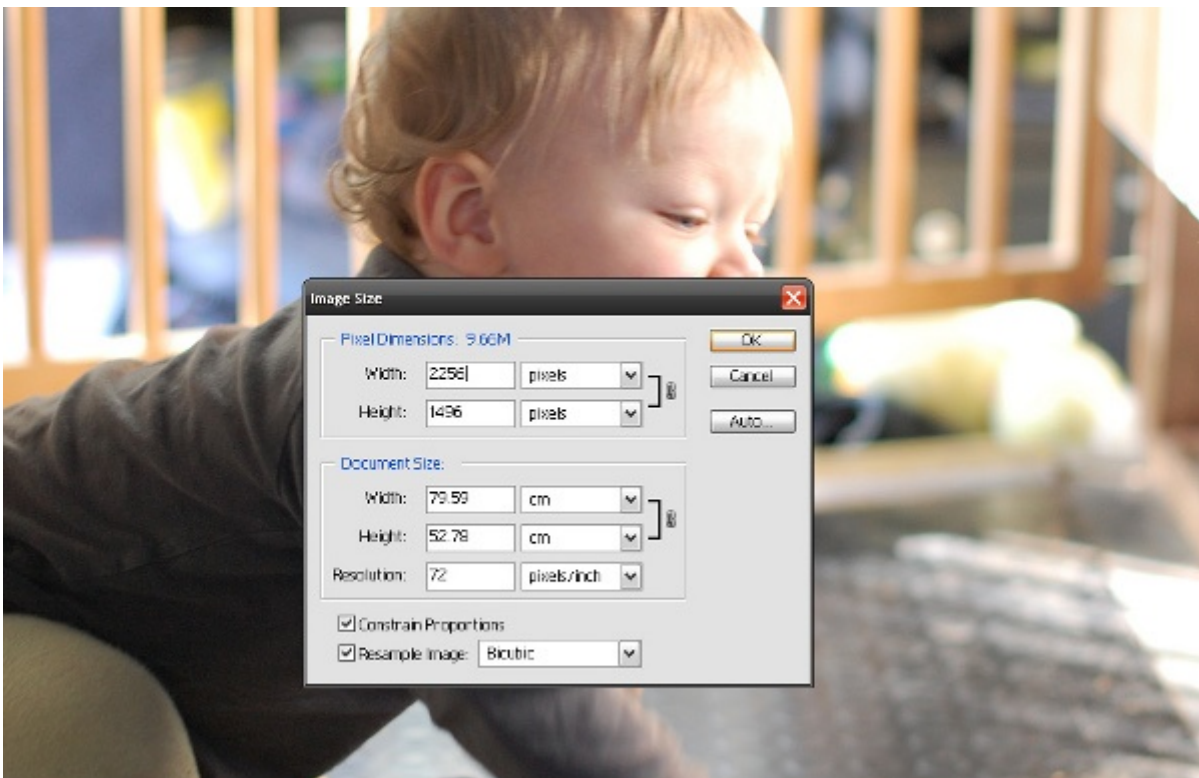 Image Size
Pixel Dimensions: 9.66M
Width: 2256 pixels
Height: 1496 pixels
Document Size:
Width: 79.59 cm
Height: 52.78 cm
Resolution: 72 pixels/inch
Constrain Proportions
Resample Image: Bicubic
OK
Cancel
Auto...